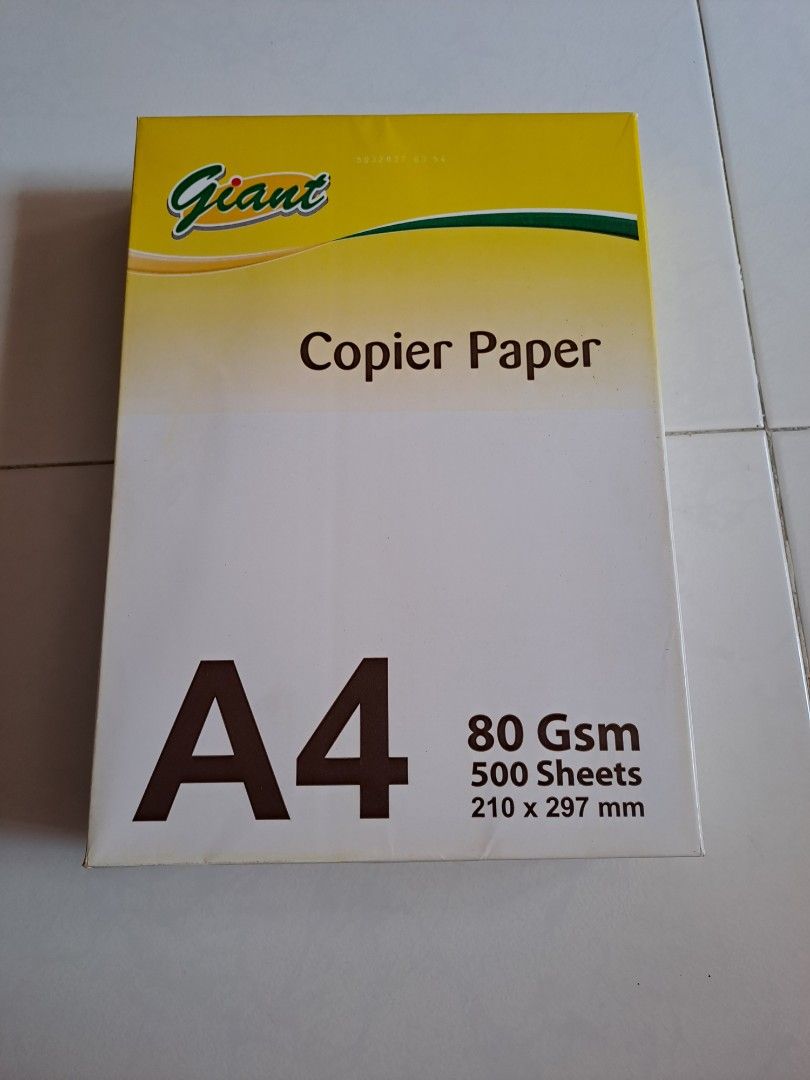 Giant
Copier Paper
A4
80 Gsm
500 Sheets
210 x 297 mm